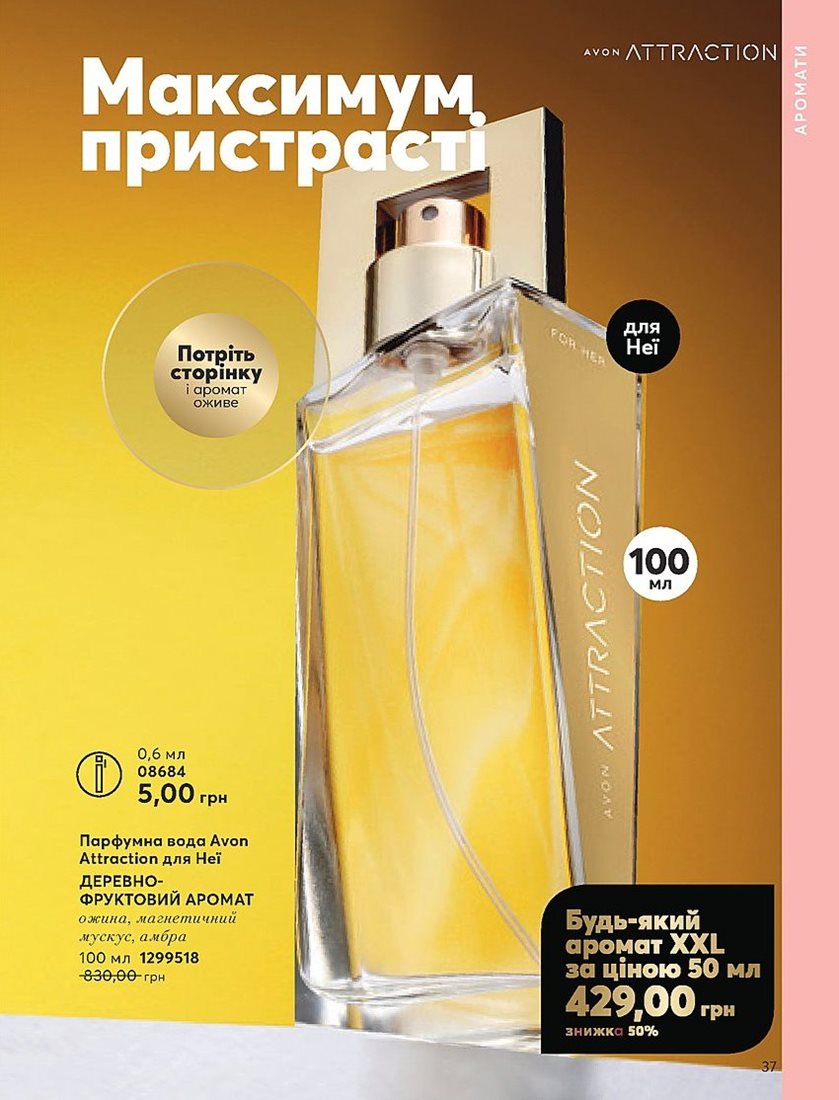 AVON ATTRACTION
АРОМАТИ
Максимум
пристрасті
для
Неї
FOR HER
Потріть
сторінку
і аромат
оживе
AVON ATTRACTION
100
мл
0,6 мл
08684
5,00 грн
Парфумна вода Avon
Attraction для Неї
ДЕРЕВНО-
ФРУКТОВИЙ АРОМАТ
ожина, магнетичний
мускус, амбра
100 мл 1299518
830,00 грн
Будь-який
аромат XXL
за ціною 50 мл
429,00 грн
знижка 50%
37